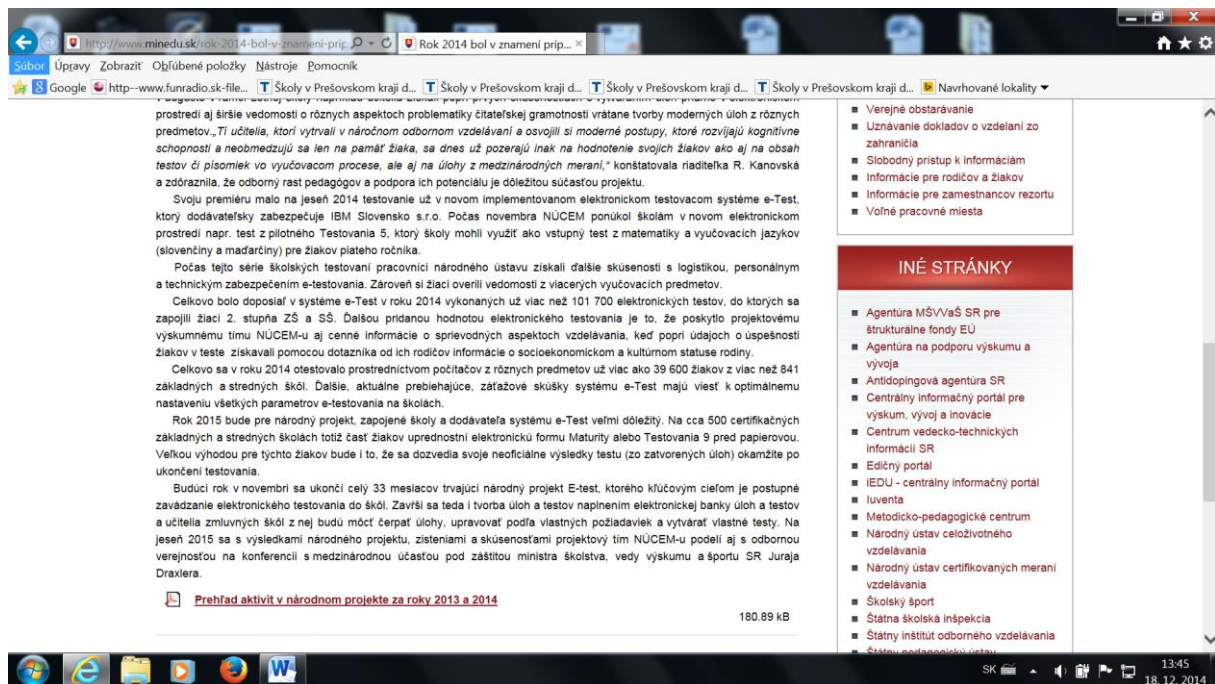 http://www.minedu.sk/rok-2014-bol-v-znameni-prip
Rok 2014 bol v znamení príp...
Súbor Úpravy Zobraziť Obľúbené položky Nástroje Pomocník
Google http--www.funradio.sk-file... Školy v Prešovskom kraji d... Školy v Prešovskom kraji d... Školy v Prešovskom kraji d... Školy v Prešovskom kraji d... Navrhované lokality
prostredí aj širšie vedomosti o rôznych aspektoch problematiky čitateľskej gramotnosti vrátane tvorby moderných úloh z rôznych
predmetov.„Tí učitelia, ktorí vytrvali v náročnom odbornom vzdelávaní a osvojili si moderné postupy, ktoré rozvíjajú kognitívne
schopnosti a neobmedzujú sa len na pamäť žiaka, sa dnes už pozerajú inak na hodnotenie svojich žiakov ako aj na obsah
testov či písomiek vo vyučovacom procese, ale aj na úlohy z medzinárodných meraní,“ konštatovala riaditeľka R. Kanovská
a zdôraznila, že odborný rast pedagógov a podpora ich potenciálu je dôležitou súčasťou projektu.
Svoju premiéru malo na jeseň 2014 testovanie už v novom implementovanom elektronickom testovacom systéme e-Test,
ktorý dodávateľsky zabezpečuje IBM Slovensko s.r.o. Počas novembra NÚCEM ponúkol školám v novom elektronickom
prostredí napr. test z pilotného Testovania 5, ktorý školy mohli využiť ako vstupný test z matematiky a vyučovacích jazykov
(slovenčiny a maďarčiny) pre žiakov piateho ročníka.
Počas tejto série školských testovaní pracovníci národného ústavu získali ďalšie skúsenosti s logistikou, personálnym
a technickým zabezpečením e-testovania. Zároveň si žiaci overili vedomosti z viacerých vyučovacích predmetov.
Celkovo bolo doposiaľ v systéme e-Test v roku 2014 vykonaných už viac než 101 700 elektronických testov, do ktorých sa
zapojili žiaci 2. stupňa ZŠ a SŠ. Ďalšou pridanou hodnotou elektronického testovania je to, že poskytlo projektovému
výskumnému tímu NÚCEM-u aj cenné informácie o sprievodných aspektoch vzdelávania, keď popri údajoch o úspešnosti
žiakov v teste získavali pomocou dotazníka od ich rodičov informácie o socioekonomickom a kultúrnom statuse rodiny.
Celkovo sa v roku 2014 otestovalo prostredníctvom počítačov z rôznych predmetov už viac ako 39 600 žiakov z viac než 841
základných a stredných škôl. Ďalšie, aktuálne prebiehajúce, záťažové skúšky systému e-Test majú viesť k optimálnemu
nastaveniu všetkých parametrov e-testovania na školách.
Rok 2015 bude pre národný projekt, zapojené školy a dodávateľa systému e-Test veľmi dôležitý. Na cca 500 certifikačných
základných a stredných školách totiž časť žiakov uprednostní elektronickú formu Maturity alebo Testovania 9 pred papierovou.
Veľkou výhodou pre týchto žiakov bude i to, že sa dozvedia svoje neoficiálne výsledky testu (zo zatvorených úloh) okamžite po
ukončení testovania.
Budúci rok v novembri sa ukončí celý 33 mesiacov trvajúci národný projekt E-test, ktorého kľúčovým cieľom je postupné
zavádzanie elektronického testovania do škôl. Zavŕši sa teda i tvorba úloh a testov naplnením elektronickej banky úloh a testov
a učitelia zmluvných škôl z nej budú môcť čerpať úlohy, upravovať podľa vlastných požiadaviek a vytvárať vlastné testy. Na
jeseň 2015 sa s výsledkami národného projektu, zisteniami a skúsenosťami projektový tím NÚCEM-u podelí aj s odbornou
verejnosťou na konferencii s medzinárodnou účasťou pod záštitou ministra školstva, vedy výskumu a športu SR Juraja
Draxlera.
Prehľad aktivít v národnom projekte za roky 2013 a 2014
180.89 kB
Verejné obstarávanie
Uznávanie dokladov o vzdelaní zo
zahraničia
Slobodný prístup k informáciám
Informácie pre rodičov a žiakov
Informácie pre zamestnancov rezortu
Voľné pracovné miesta
INÉ STRÁNKY
Agentúra MŠVVaŠ SR pre
štrukturálne fondy EÚ
Agentúra na podporu výskumu a
vývoja
Antidopingová agentúra SR
Centrálny informačný portál pre
výskum, vývoj a inovácie
Centrum vedecko-technických
informácií SR
Edičný portál
iEDU - centrálny informačný portál
Iuventa
Metodicko-pedagogické centrum
Národný ústav celoživotného
vzdelávania
Národný ústav certifikovaných meraní
vzdelávania
Školský šport
Štátna školská inšpekcia
Štátny inštitút odborného vzdelávania
Štátny pedagogický ústav
SK
13:45
18. 12. 2014